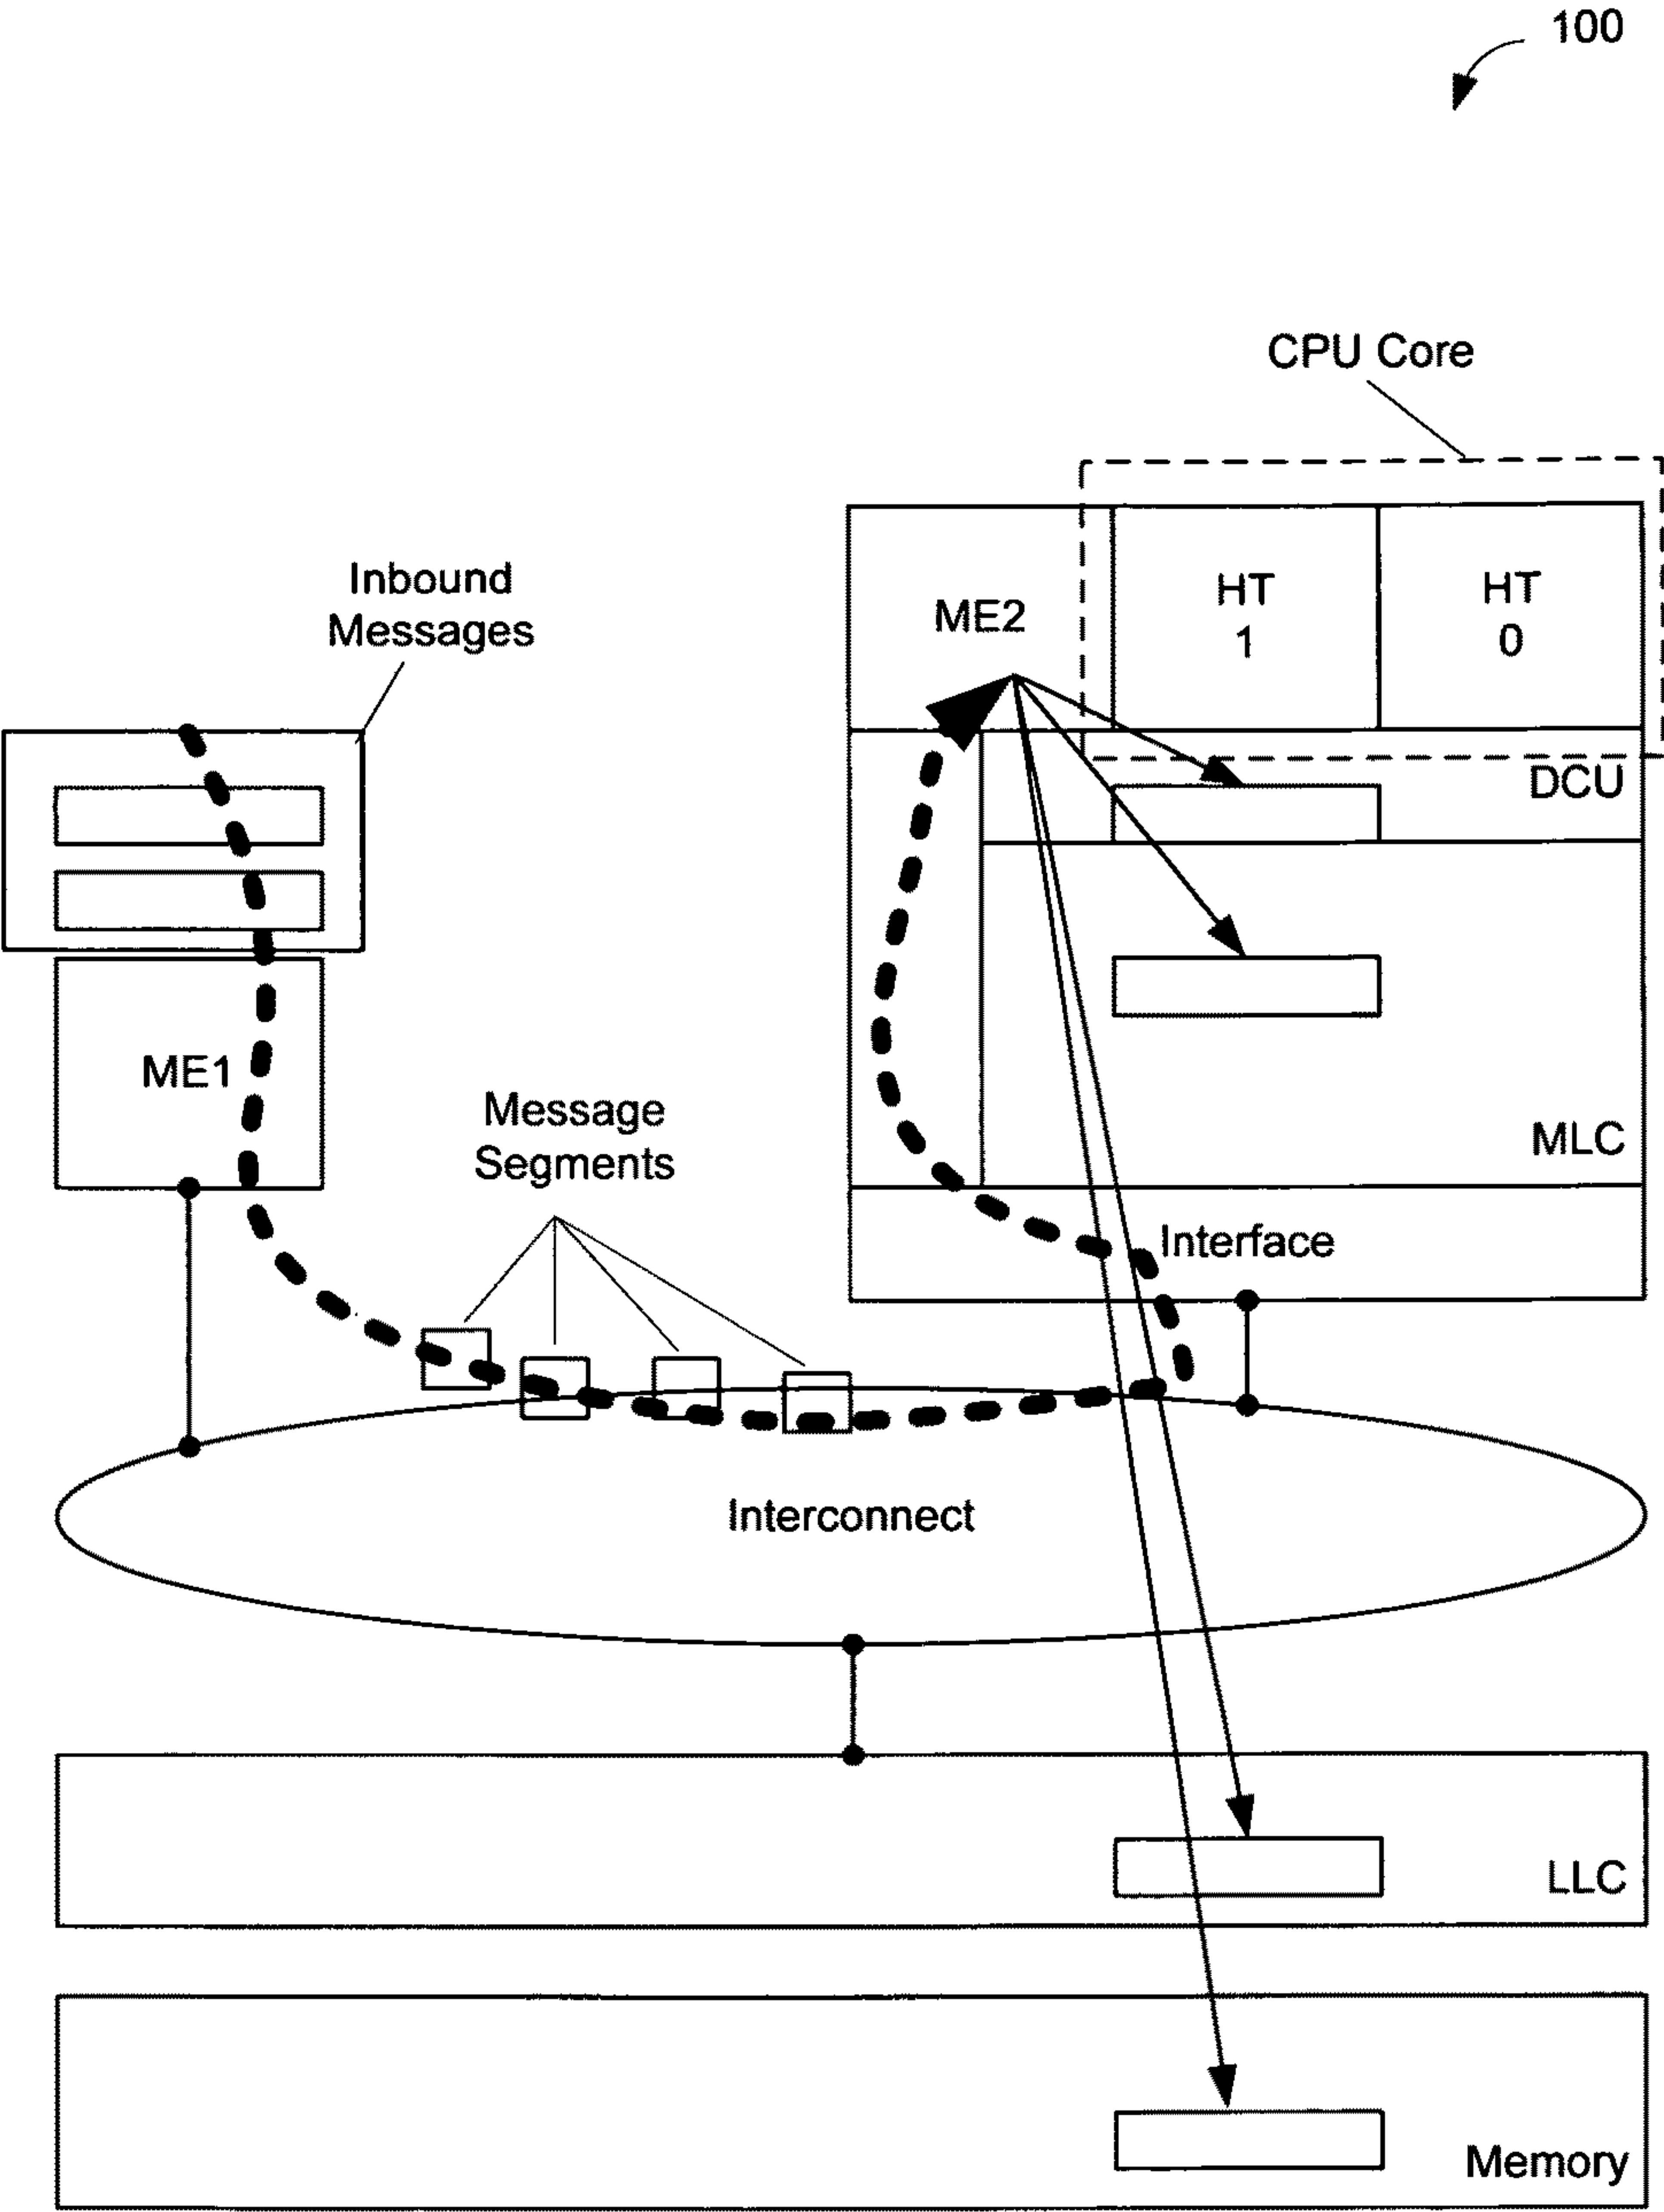 100
CPU Core
Inbound
Messages
ME2
HT
1
HT
0
DCU
ME1
Message
Segments
MLC
Interface
Interconnect
LLC
Memory